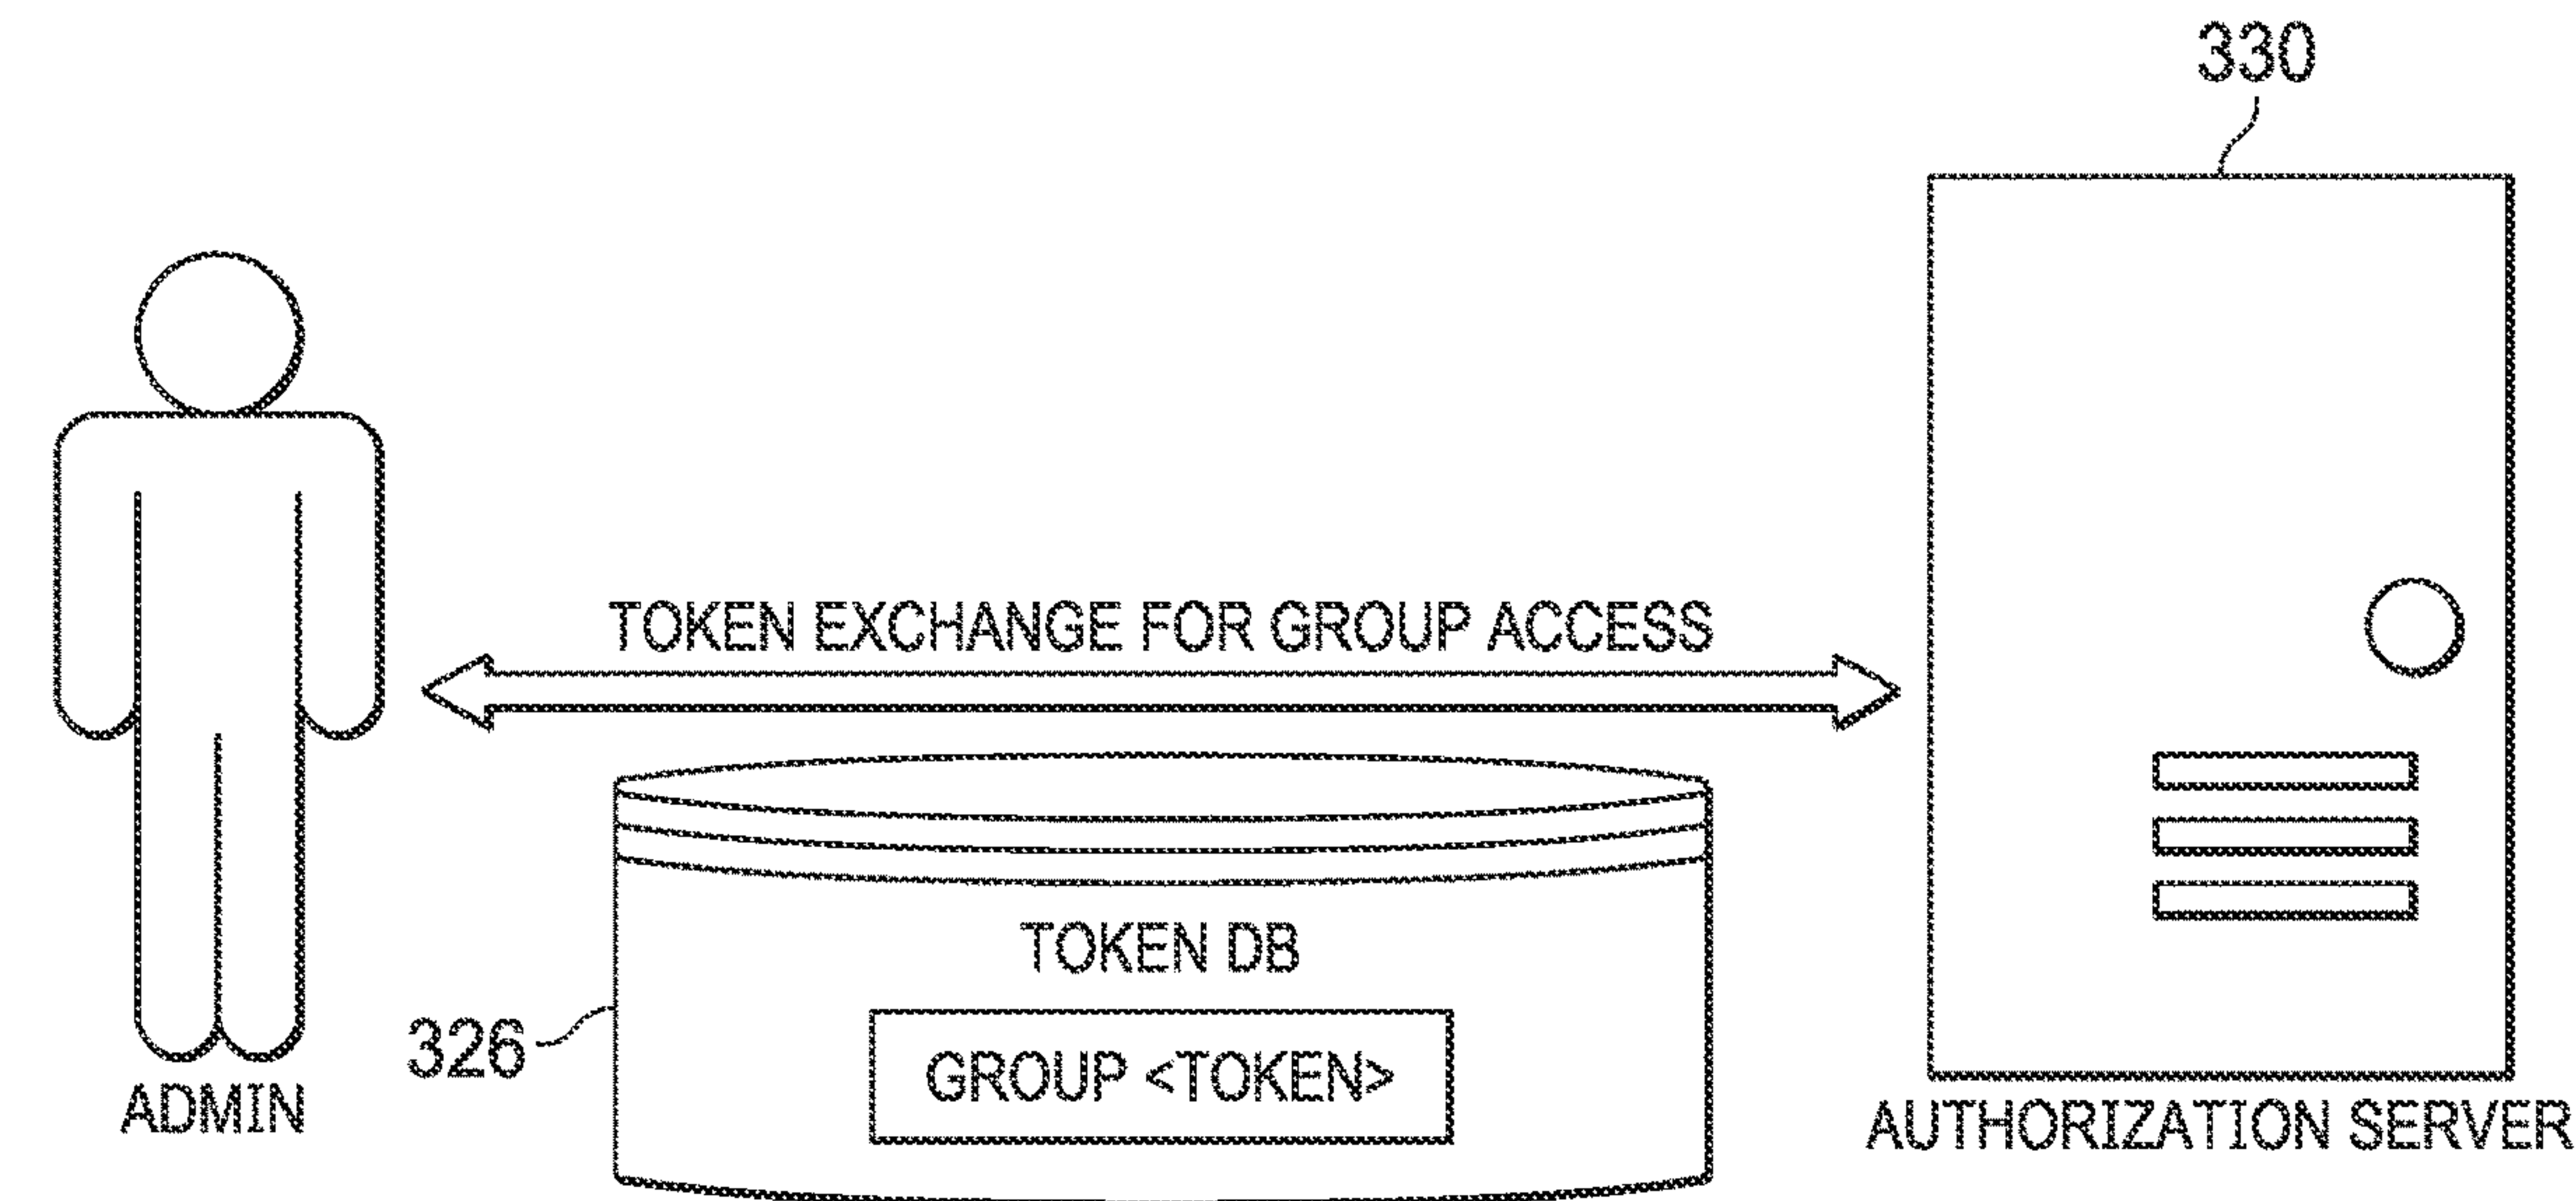 330
TOKEN EXCHANGE FOR GROUP ACCESS
TOKEN DB
326
GROUP <TOKEN>
ADMIN
AUTHORIZATION SERVER